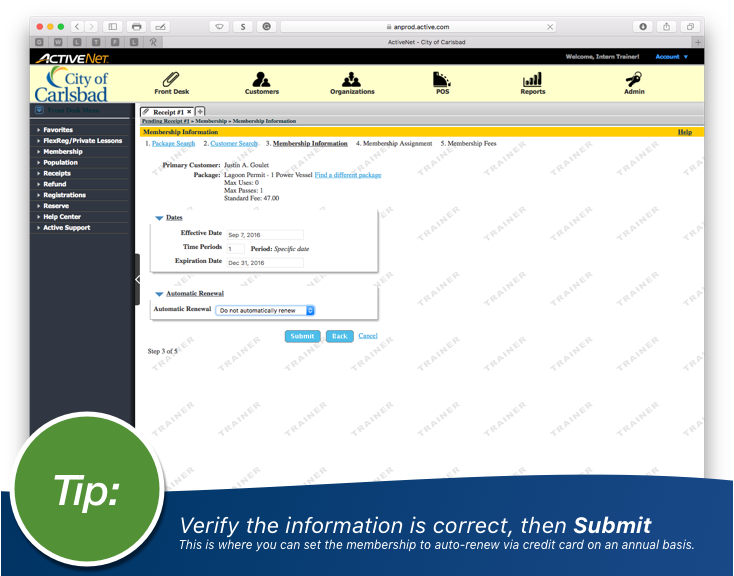 anprod.active.com
G W L T F L R
ActiveNet - City of Carlsbad
ACTIVENet
Welcome, Intern Trainer! Account ▼
City of
Carlsbad
Front Desk Customers Organizations POS Reports Admin
Receipt #1 × +
Pending Receipt #1 » Membership » Membership Information
Membership Information Help
1. Package Search 2. Customer Search 3. Membership Information 4. Membership Assignment 5. Membership Fees
Favorites
FlexReg/Private Lessons
Membership
Population
Receipts
Refund
Registrations
Reserve
Help Center
Active Support
Primary Customer: Justin A. Goulet
Package: Lagoon Permit - 1 Power Vessel Find a different package
Max Uses: 0
Max Passes: 1
Standard Fee: 47.00
Dates
Effective Date Sep 7, 2016
Time Periods 1 Period: Specific date
Expiration Date Dec 31, 2016
Automatic Renewal
Automatic Renewal Do not automatically renew
Submit Back Cancel
Step 3 of 5
TRAINER
Tip:
Verify the information is correct, then Submit
This is where you can set the membership to auto-renew via credit card on an annual basis.